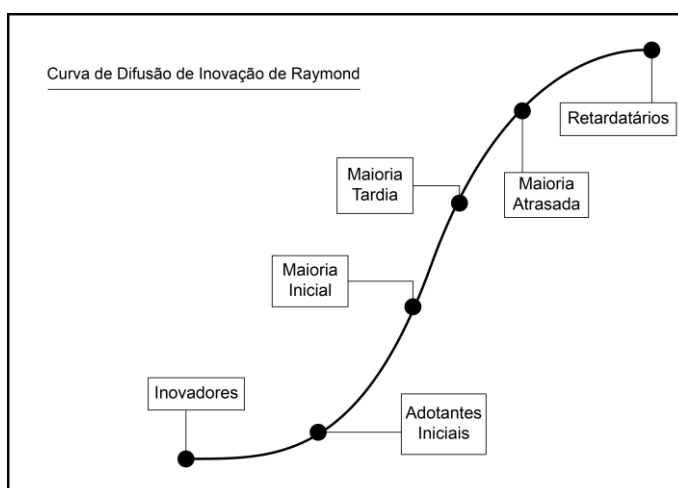 Curva de Difusão de Inovação de Raymond
Retardatários
Maioria
Tardia
Maioria
Atrasada
Maioria
Inicial
Inovadores
Adotantes
Iniciais